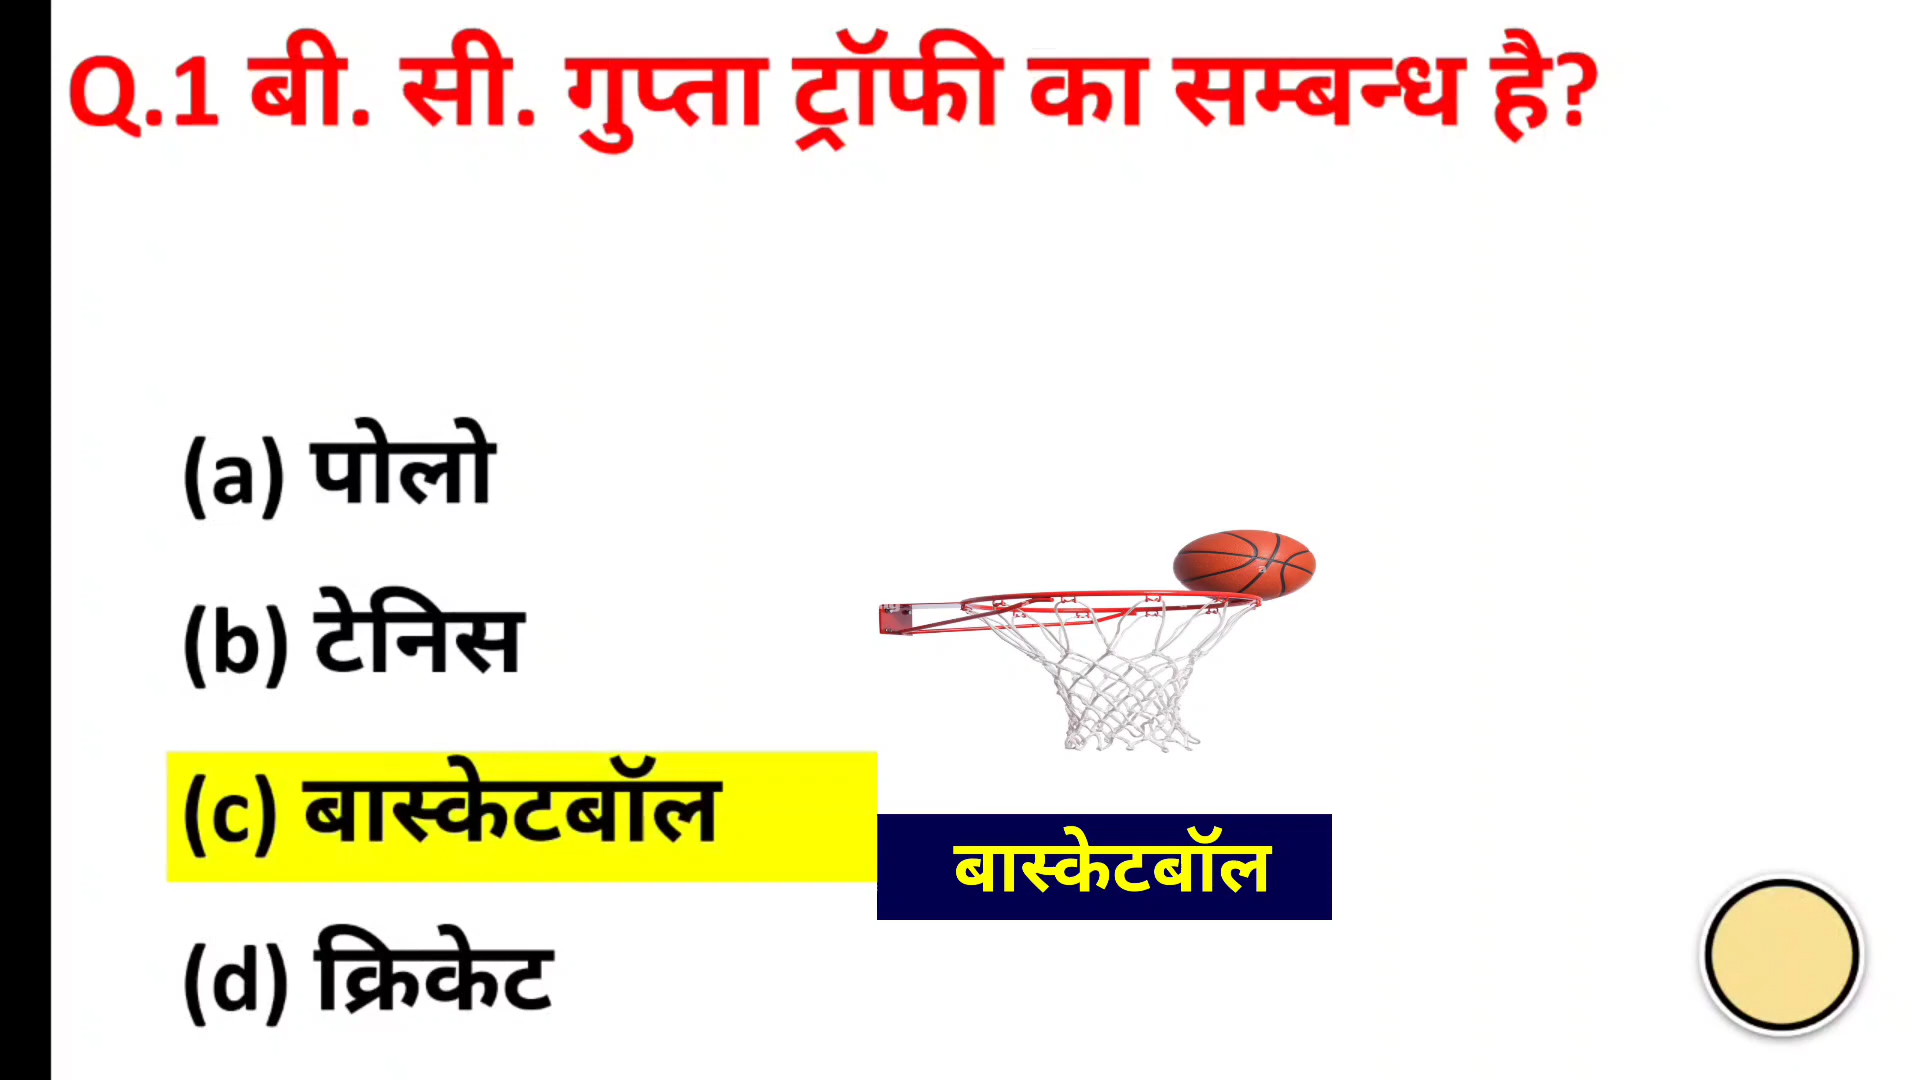 Q.1 बी. सी. गुप्ता ट्रॉफी का सम्बन्ध है?
(a) पोलो
(b) टेनिस
(c) बास्केटबॉल
बास्केटबॉल
(d) क्रिकेट